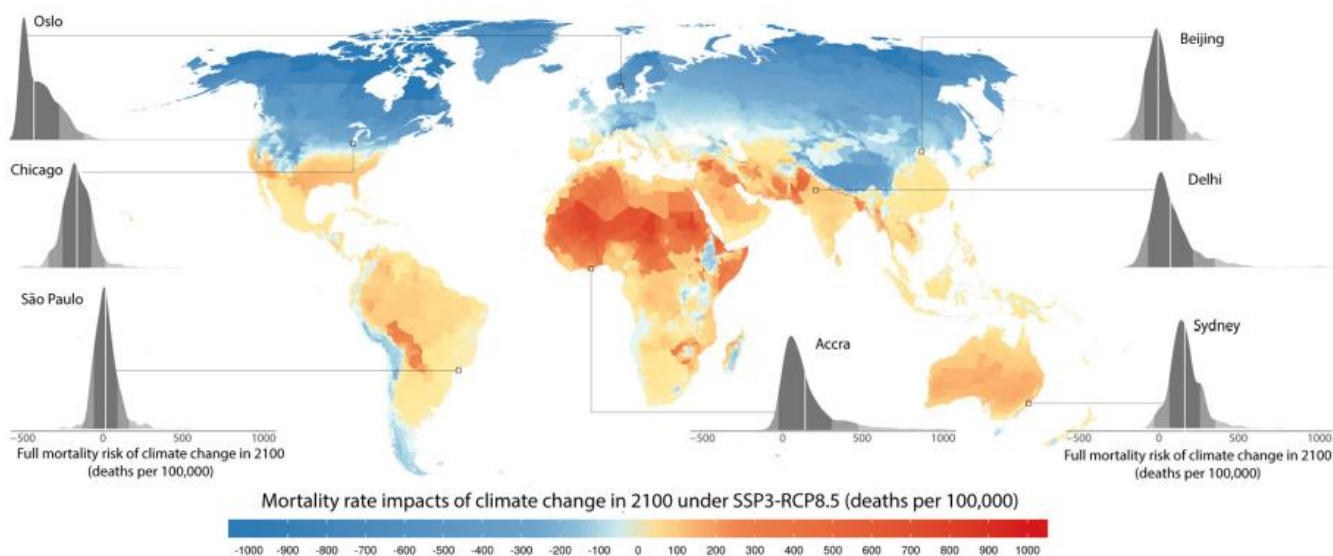 Oslo
Beijing
Chicago
Delhi
São Paulo
Accra
Sydney
−500 0 500 1000
Full mortality risk of climate change in 2100
(deaths per 100,000)
−500 0 500 1000
−500 0 500 1000
Full mortality risk of climate change in 2100
(deaths per 100,000)
Mortality rate impacts of climate change in 2100 under SSP3-RCP8.5 (deaths per 100,000)
-1000 -900 -800 -700 -600 -500 -400 -300 -200 -100 0 100 200 300 400 500 600 700 800 900 1000